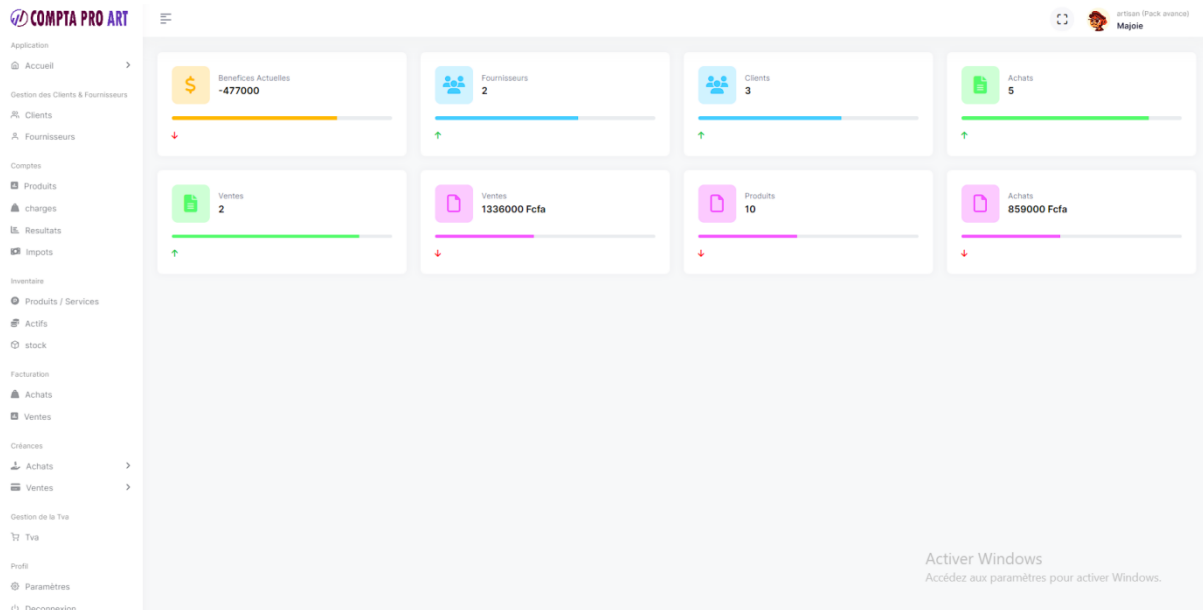 COMPTA PRO ART
Application
Accueil
Gestion des Clients & Fournisseurs
Clients
Fournisseurs
Comptes
Produits
charges
Resultats
Impots
Inventaire
Produits / Services
Actifs
stock
Facturation
Achats
Ventes
Créances
Achats
Ventes
Gestion de la Tva
Tva
Profil
Paramètres
Deconnexion
artisan (Pack avance)
Majoie
Benefices Actuelles
-477000
Fournisseurs
2
Clients
3
Achats
5
Ventes
2
Ventes
1336000 Fcfa
Produits
10
Achats
859000 Fcfa
Activer Windows
Accédez aux paramètres pour activer Windows.